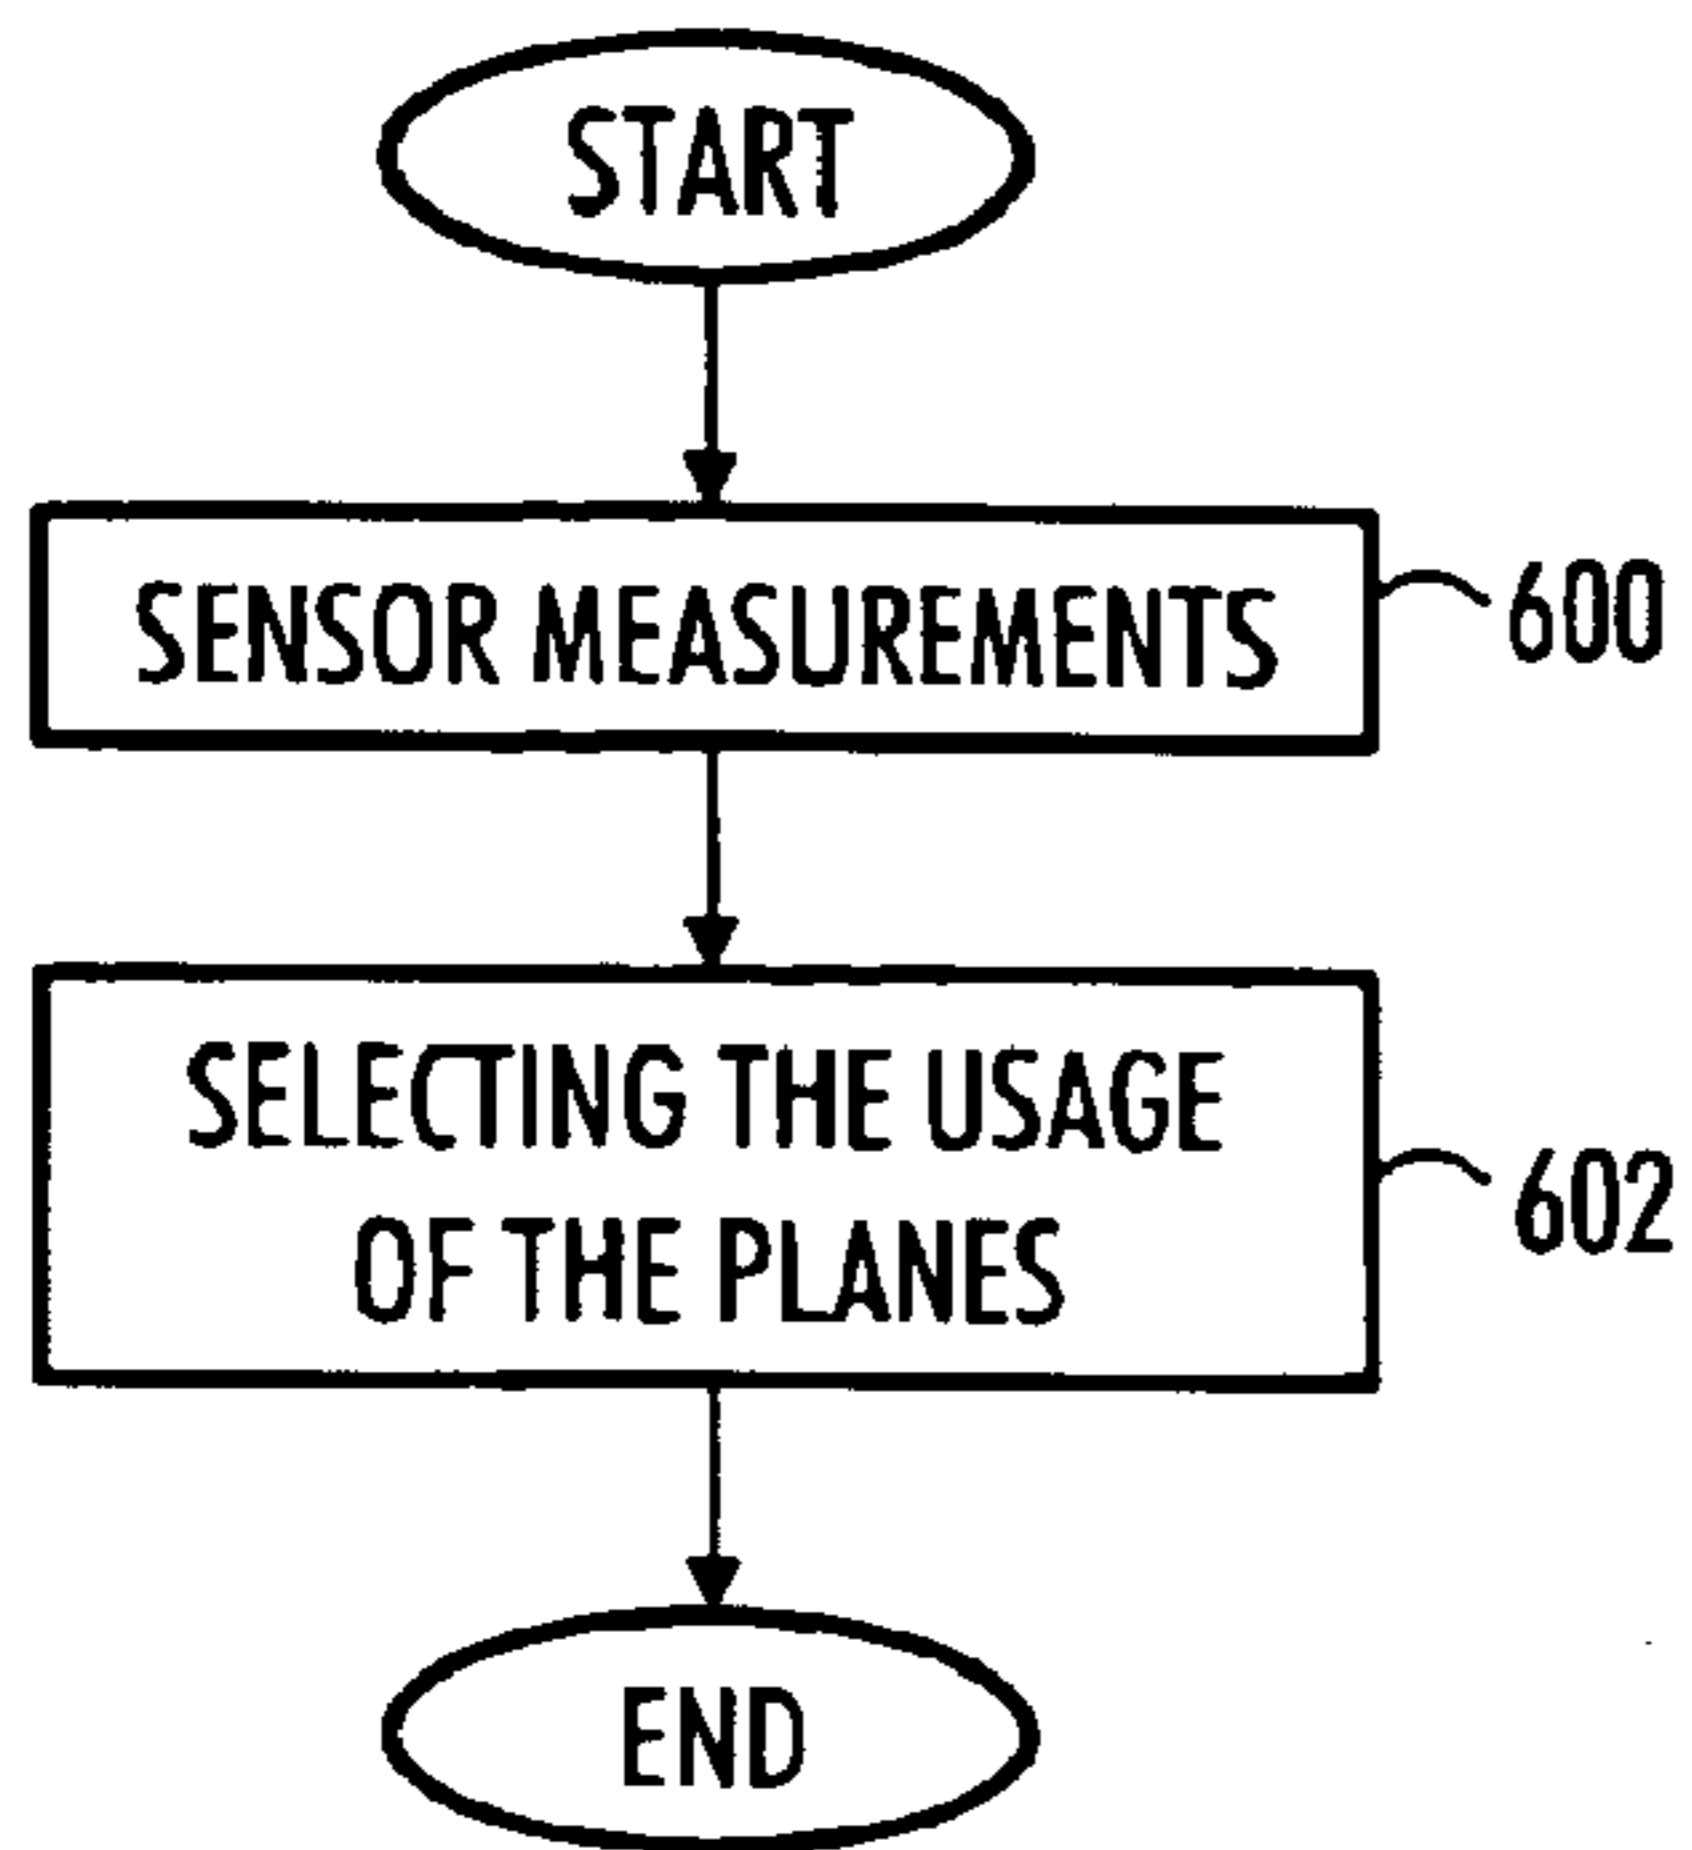 START
SENSOR MEASUREMENTS
600
SELECTING THE USAGE
OF THE PLANES
602
END